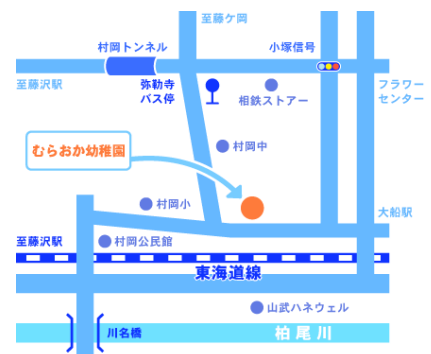 至藤ケ岡
村岡トンネル
小塚信号
至藤沢駅
弥勒寺
バス停
相鉄ストアー
フラワー
センター
村岡中
むらおか幼稚園
村岡小
大船駅
至藤沢駅
村岡公民館
東海道線
山武ハネウェル
川名橋
柏尾川